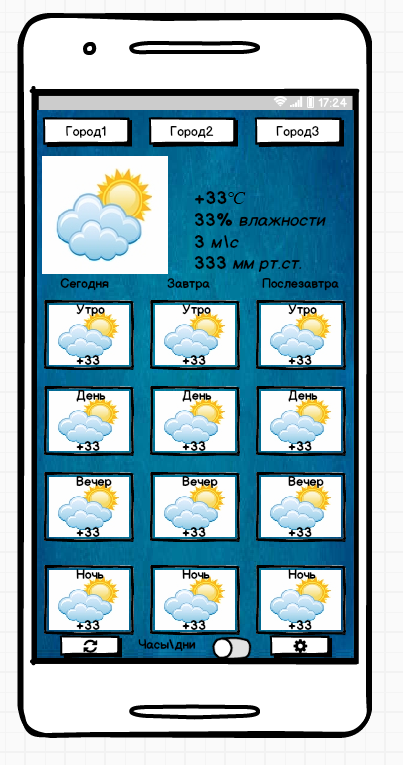 17:24
Город1 Город2 Город3
+33℃
33% влажности
3 м\с
333 мм рт.ст.
Сегодня Завтра Послезавтра
Утро Утро Утро
+33 +33 +33
День День День
+33 +33 +33
Вечер Вечер Вечер
+33 +33 +33
Ночь Ночь Ночь
+33 +33 +33
Часы\дни